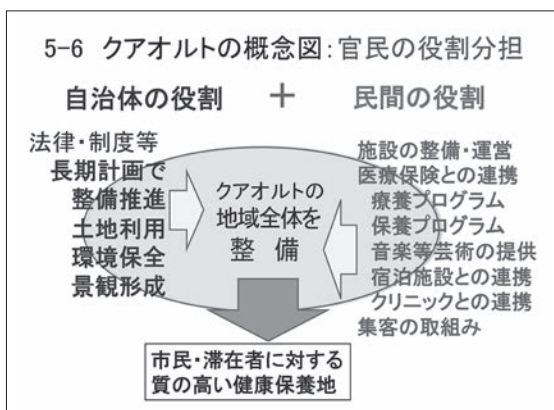 5-6 クアオルトの概念図:官民の役割分担
自治体の役割 + 民間の役割
法律・制度等
長期計画で
整備推進
土地利用
環境保全
景観形成
クアオルトの
地域全体を
整 備
施設の整備・運営
医療保険との連携
療養プログラム
保養プログラム
音楽等芸術の提供
宿泊施設との連携
クリニックとの連携
集客の取組み
市民・滞在者に対する
質の高い健康保養地